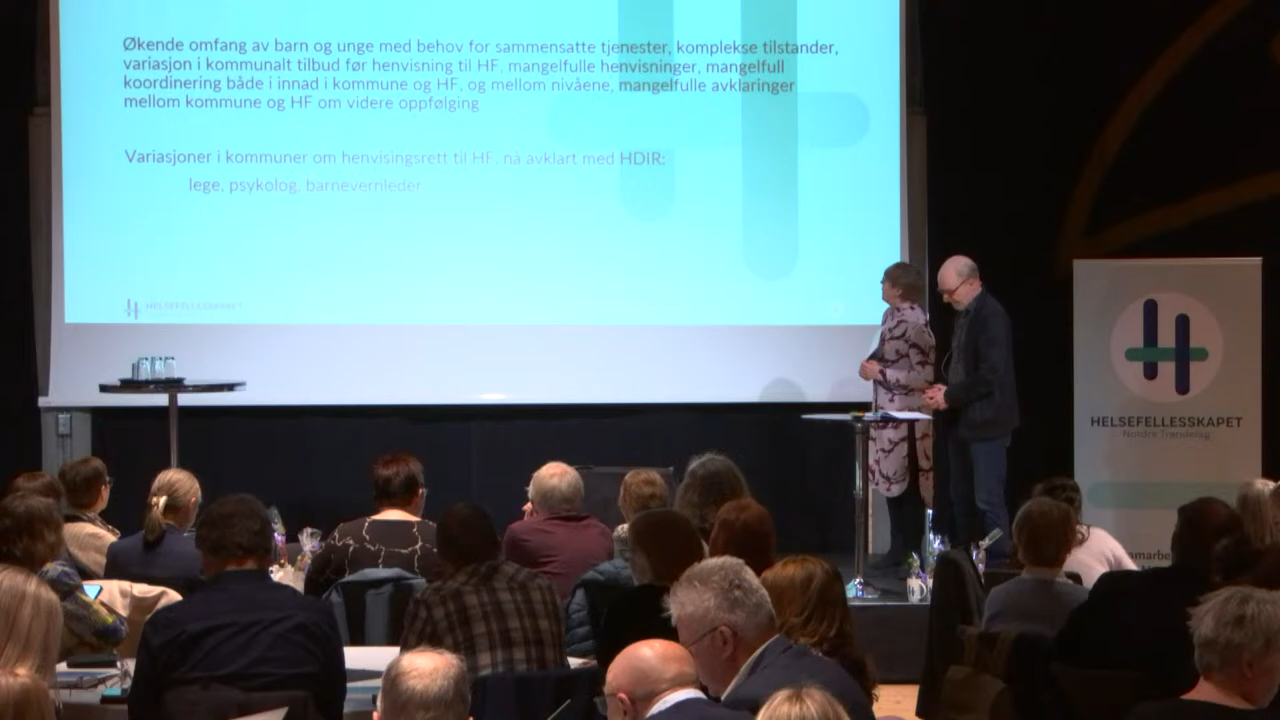 Økende omfang av barn og unge med behov for sammensatte tjenester, komplekse tilstander,
variasjon i kommunalt tilbud før henvisning til HF, mangelfulle henvisninger, mangelfull
koordinering både i innad i kommune og HF, og mellom nivåene, mangelfulle avklaringer
mellom kommune og HF om videre oppfølging
Variasjoner i kommuner om henvisingsrett til HF, nå avklart med HDIR:
lege, psykolog, barnevernleder
HELSEFELLESSKAPET
HELSEFELLESSKAPET
Nordre Trøndelag